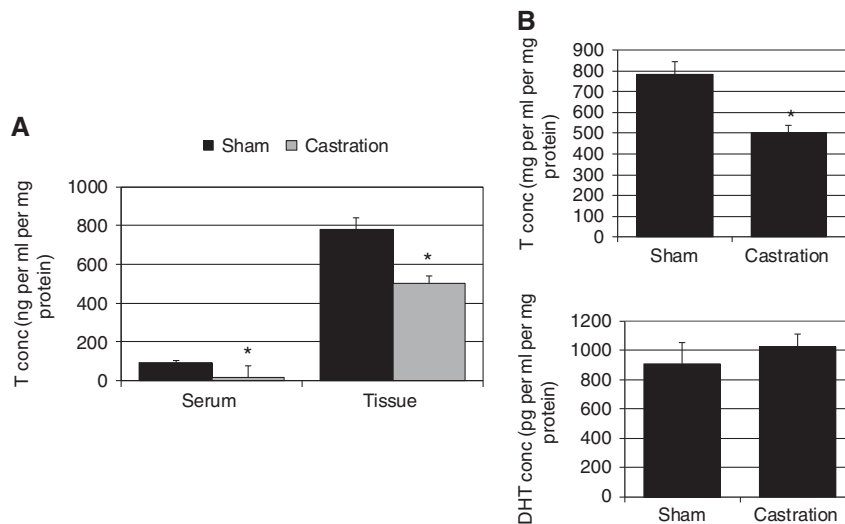 A
Sham Castration
T conc (ng per ml per mg
protein)
1000
800
600
400
200
0
Serum Tissue
*
*
B
T conc (mg per ml per mg
protein)
900
800
700
600
500
400
300
200
100
0
*
Sham Castration
DHT conc (pg per ml per mg
protein)
1200
1000
800
600
400
200
0
Sham Castration